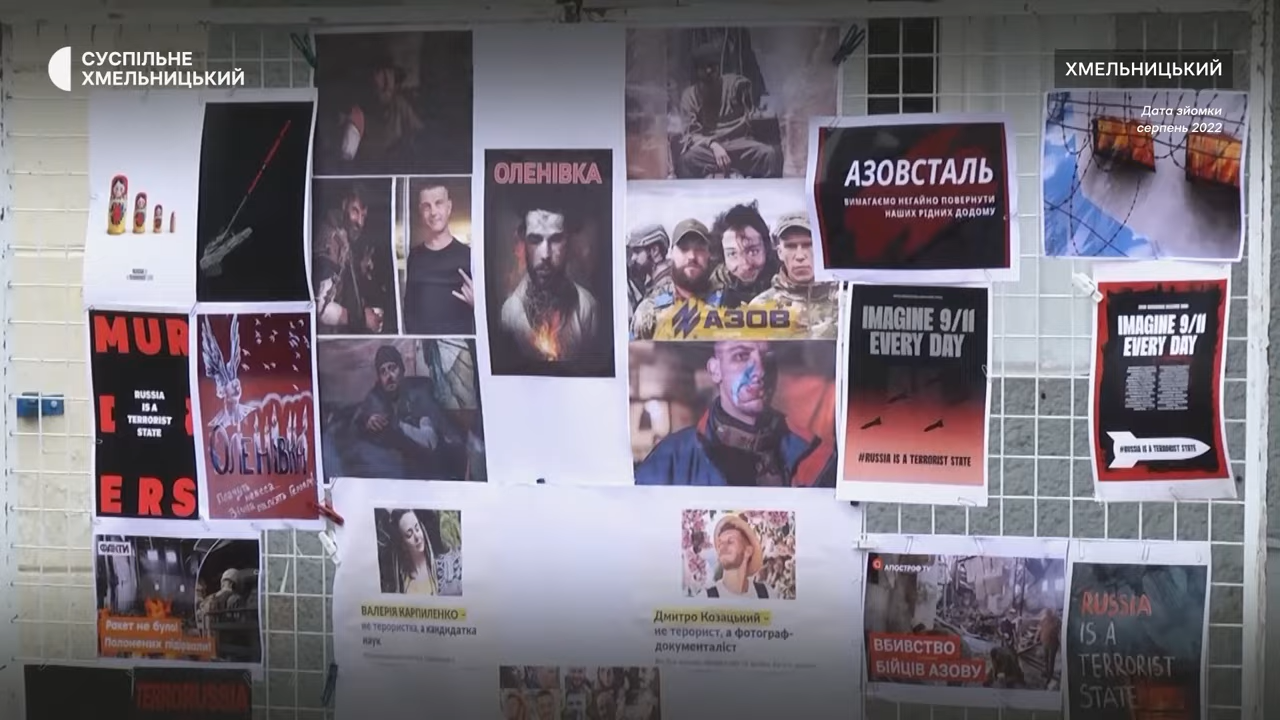 СУСПІЛЬНЕ
ХМЕЛЬНИЦЬКИЙ
ХМЕЛЬНИЦЬКИЙ
Дата зйомки
серпень 2022
ОЛЕНІВКА
АЗОВСТАЛЬ
ВИМАГАЄМО НЕГАЙНО ПОВЕРНУТИ
НАШИХ РІДНИХ ДОДОМУ
АЗОВ
IMAGINE 9/11
EVERY DAY
#RUSSIA IS A TERRORIST STATE
IMAGINE 9/11
EVERY DAY
#RUSSIA IS A TERRORIST STATE
MUR
RUSSIA
IS A
TERRORIST
STATE
ERS
ОЛЕНІВКА
Плачуть
небеса...
ФАКТИ
Ракет не було!
Полонених підірвали!
ВАЛЕРІЯ КАРПИЛЕНКО –
не терористка, а кандидатка
наук
Дмитро Козацький –
не терорист, а фотограф-
документаліст
АПОСТРОФ TV
ВБИВСТВО
БІЙЦІВ АЗОВУ
RUSSIA
IS A
TERRORIST
STATE
TERRORUSSIA